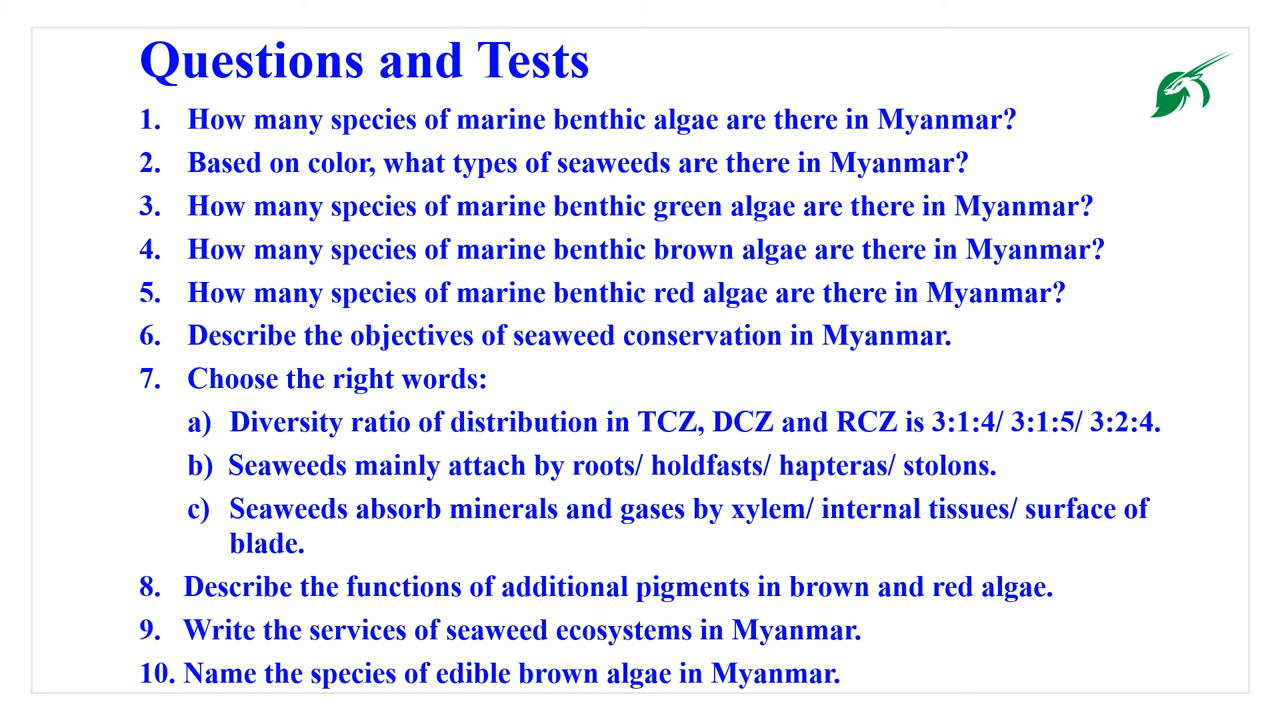 Questions and Tests
1. How many species of marine benthic algae are there in Myanmar?
2. Based on color, what types of seaweeds are there in Myanmar?
3. How many species of marine benthic green algae are there in Myanmar?
4. How many species of marine benthic brown algae are there in Myanmar?
5. How many species of marine benthic red algae are there in Myanmar?
6. Describe the objectives of seaweed conservation in Myanmar.
7. Choose the right words:
a) Diversity ratio of distribution in TCZ, DCZ and RCZ is 3:1:4/ 3:1:5/ 3:2:4.
b) Seaweeds mainly attach by roots/ holdfasts/ hapteras/ stolons.
c) Seaweeds absorb minerals and gases by xylem/ internal tissues/ surface of
blade.
8. Describe the functions of additional pigments in brown and red algae.
9. Write the services of seaweed ecosystems in Myanmar.
10. Name the species of edible brown algae in Myanmar.